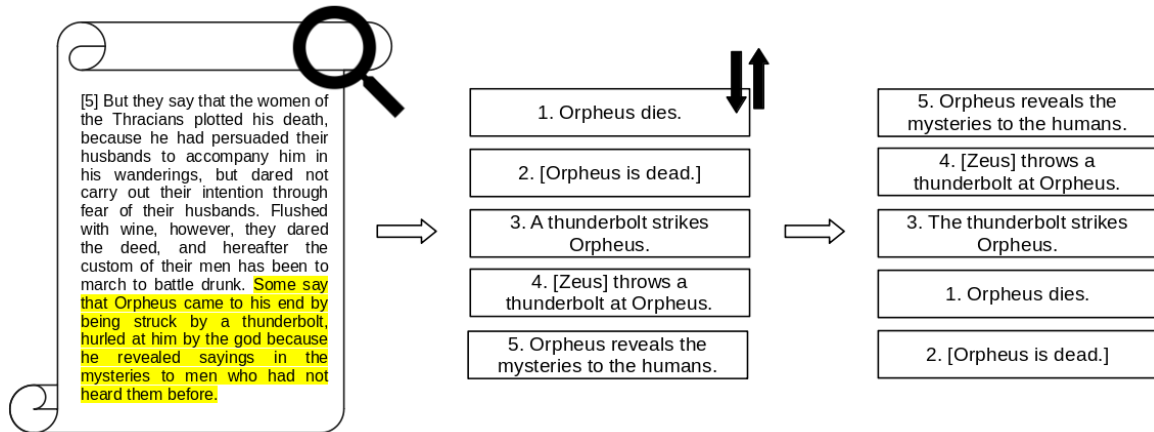 [5] But they say that the women of
the Thracians plotted his death,
because he had persuaded their
husbands to accompany him in
his wanderings, but dared not
carry out their intention through
fear of their husbands. Flushed
with wine, however, they dared
the deed, and hereafter the
custom of their men has been to
march to battle drunk. Some say
that Orpheus came to his end by
being struck by a thunderbolt,
hurled at him by the god because
he revealed sayings in the
mysteries to men who had not
heard them before.
1. Orpheus dies.
2. [Orpheus is dead.]
3. A thunderbolt strikes
Orpheus.
4. [Zeus] throws a
thunderbolt at Orpheus.
5. Orpheus reveals the
mysteries to the humans.
5. Orpheus reveals the
mysteries to the humans.
4. [Zeus] throws a
thunderbolt at Orpheus.
3. The thunderbolt strikes
Orpheus.
1. Orpheus dies.
2. [Orpheus is dead.]